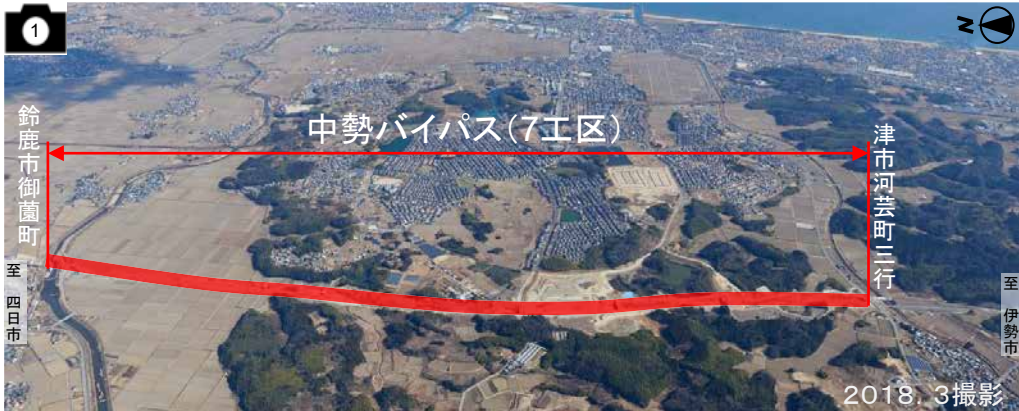 1
N
中勢バイパス(7工区)
鈴鹿市御薗町
津市河芸町三行
至 四日市
至 伊勢市
2018.3撮影